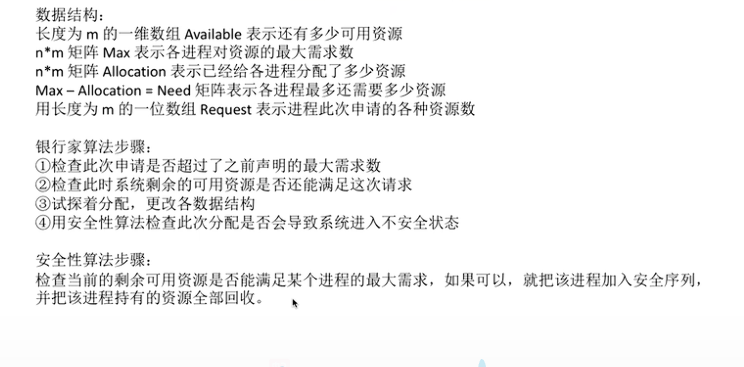 数据结构：
长度为 m 的一维数组 Available 表示还有多少可用资源
n*m 矩阵 Max 表示各进程对资源的最大需求数
n*m 矩阵 Allocation 表示已经给各进程分配了多少资源
Max – Allocation = Need 矩阵表示各进程最多还需要多少资源
用长度为 m 的一位数组 Request 表示进程此次申请的各种资源数
银行家算法步骤：
①检查此次申请是否超过了之前声明的最大需求数
②检查此时系统剩余的可用资源是否还能满足这次请求
③试探着分配，更改各数据结构
④用安全性算法检查此次分配是否会导致系统进入不安全状态
安全性算法步骤：
检查当前的剩余可用资源是否能满足某个进程的最大需求，如果可以，就把该进程加入安全序列，
并把该进程持有的资源全部回收。